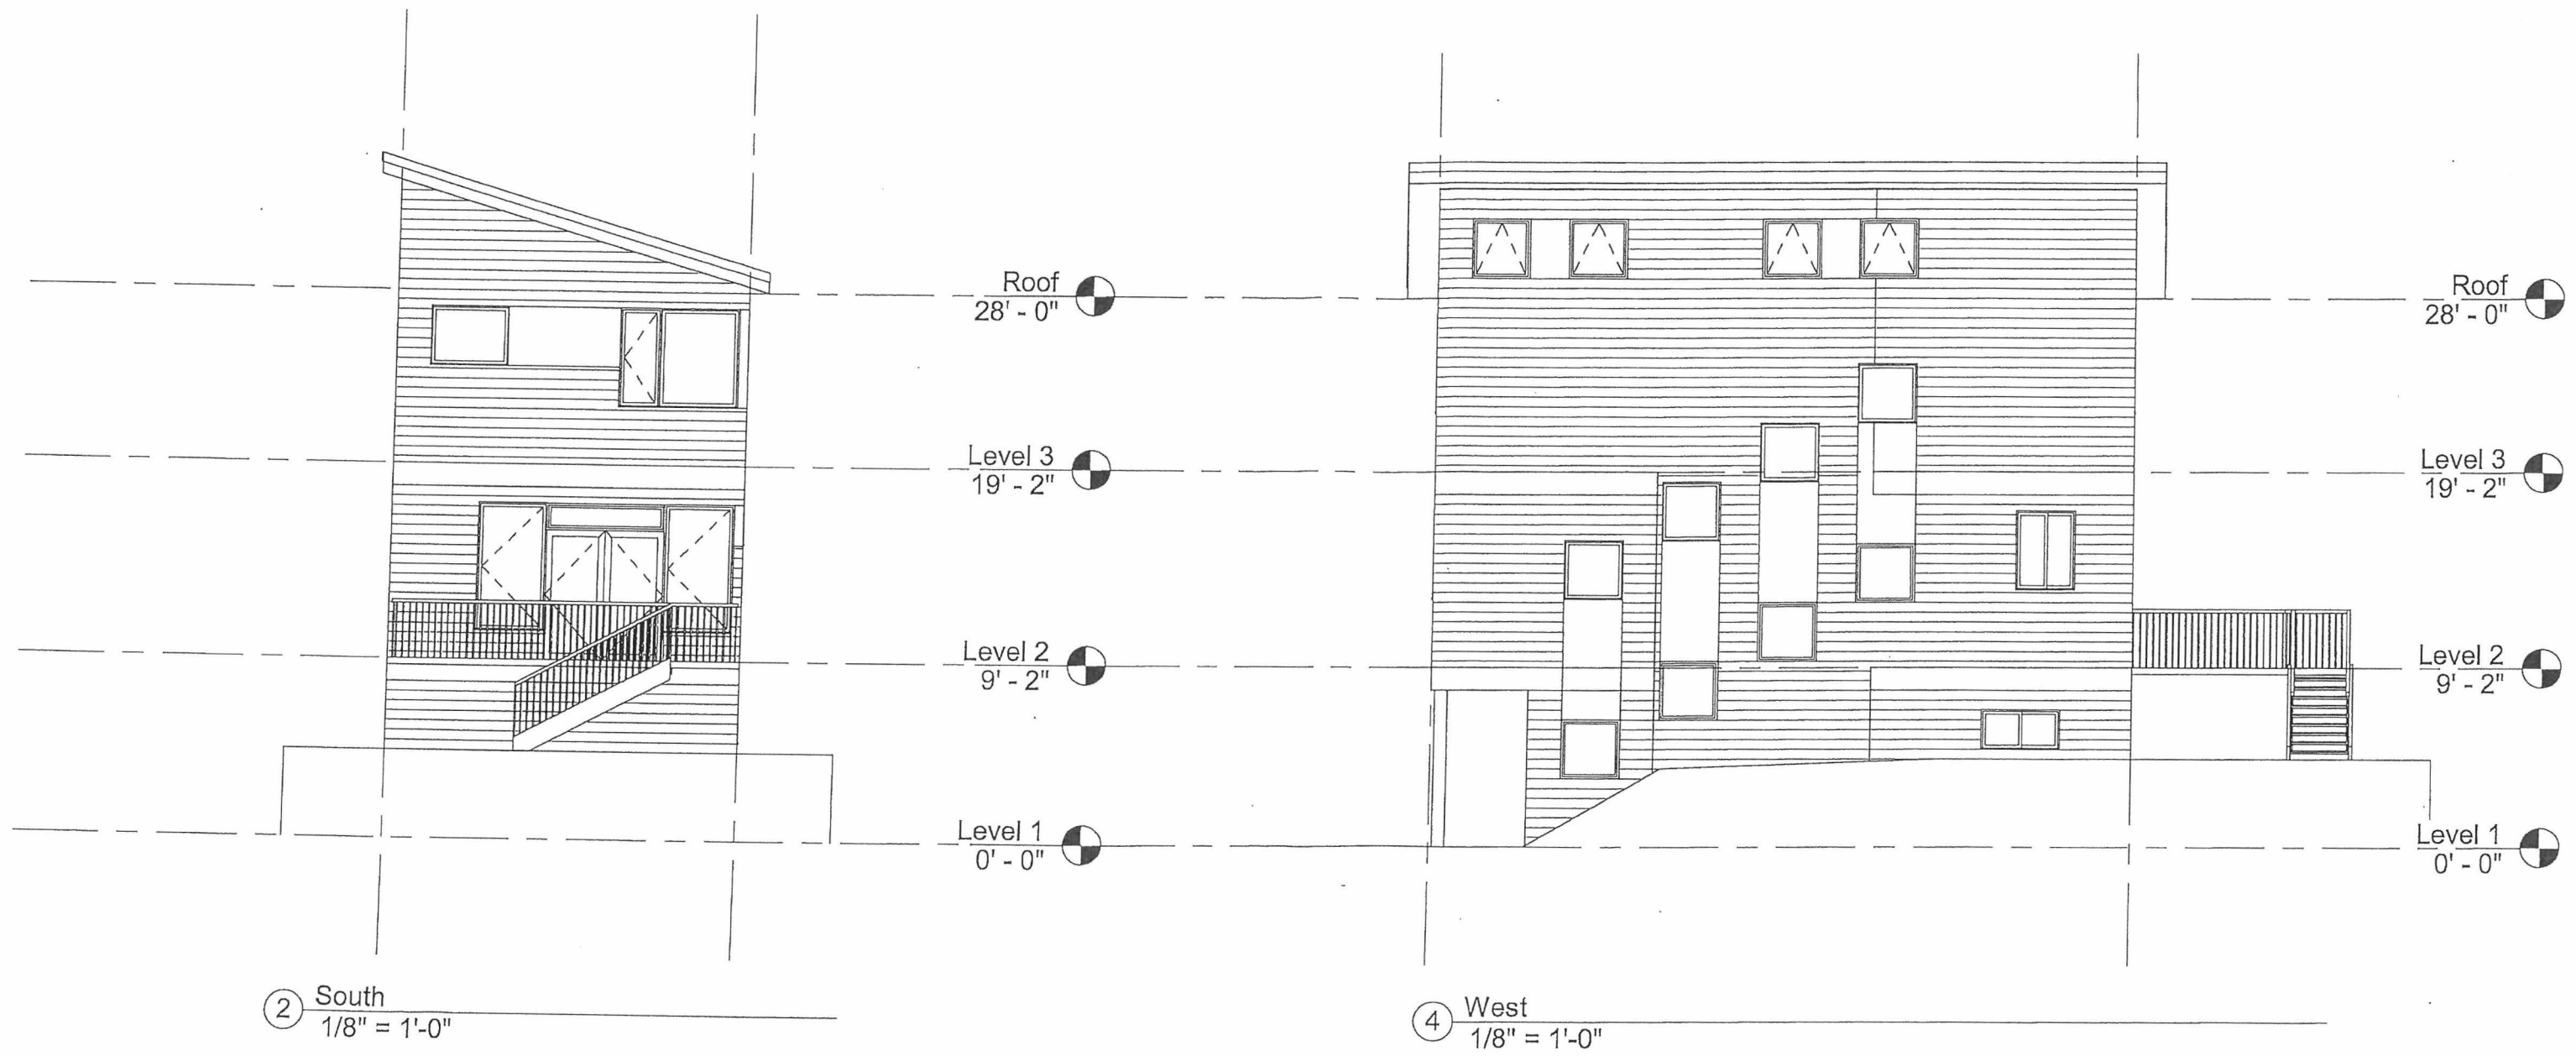 Roof
28' - 0"
Level 3
19' - 2"
Level 2
9' - 2"
Level 1
0' - 0"
2
South
1/8" = 1'-0"
Roof
28' - 0"
Level 3
19' - 2"
Level 2
9' - 2"
Level 1
0' - 0"
4
West
1/8" = 1'-0"